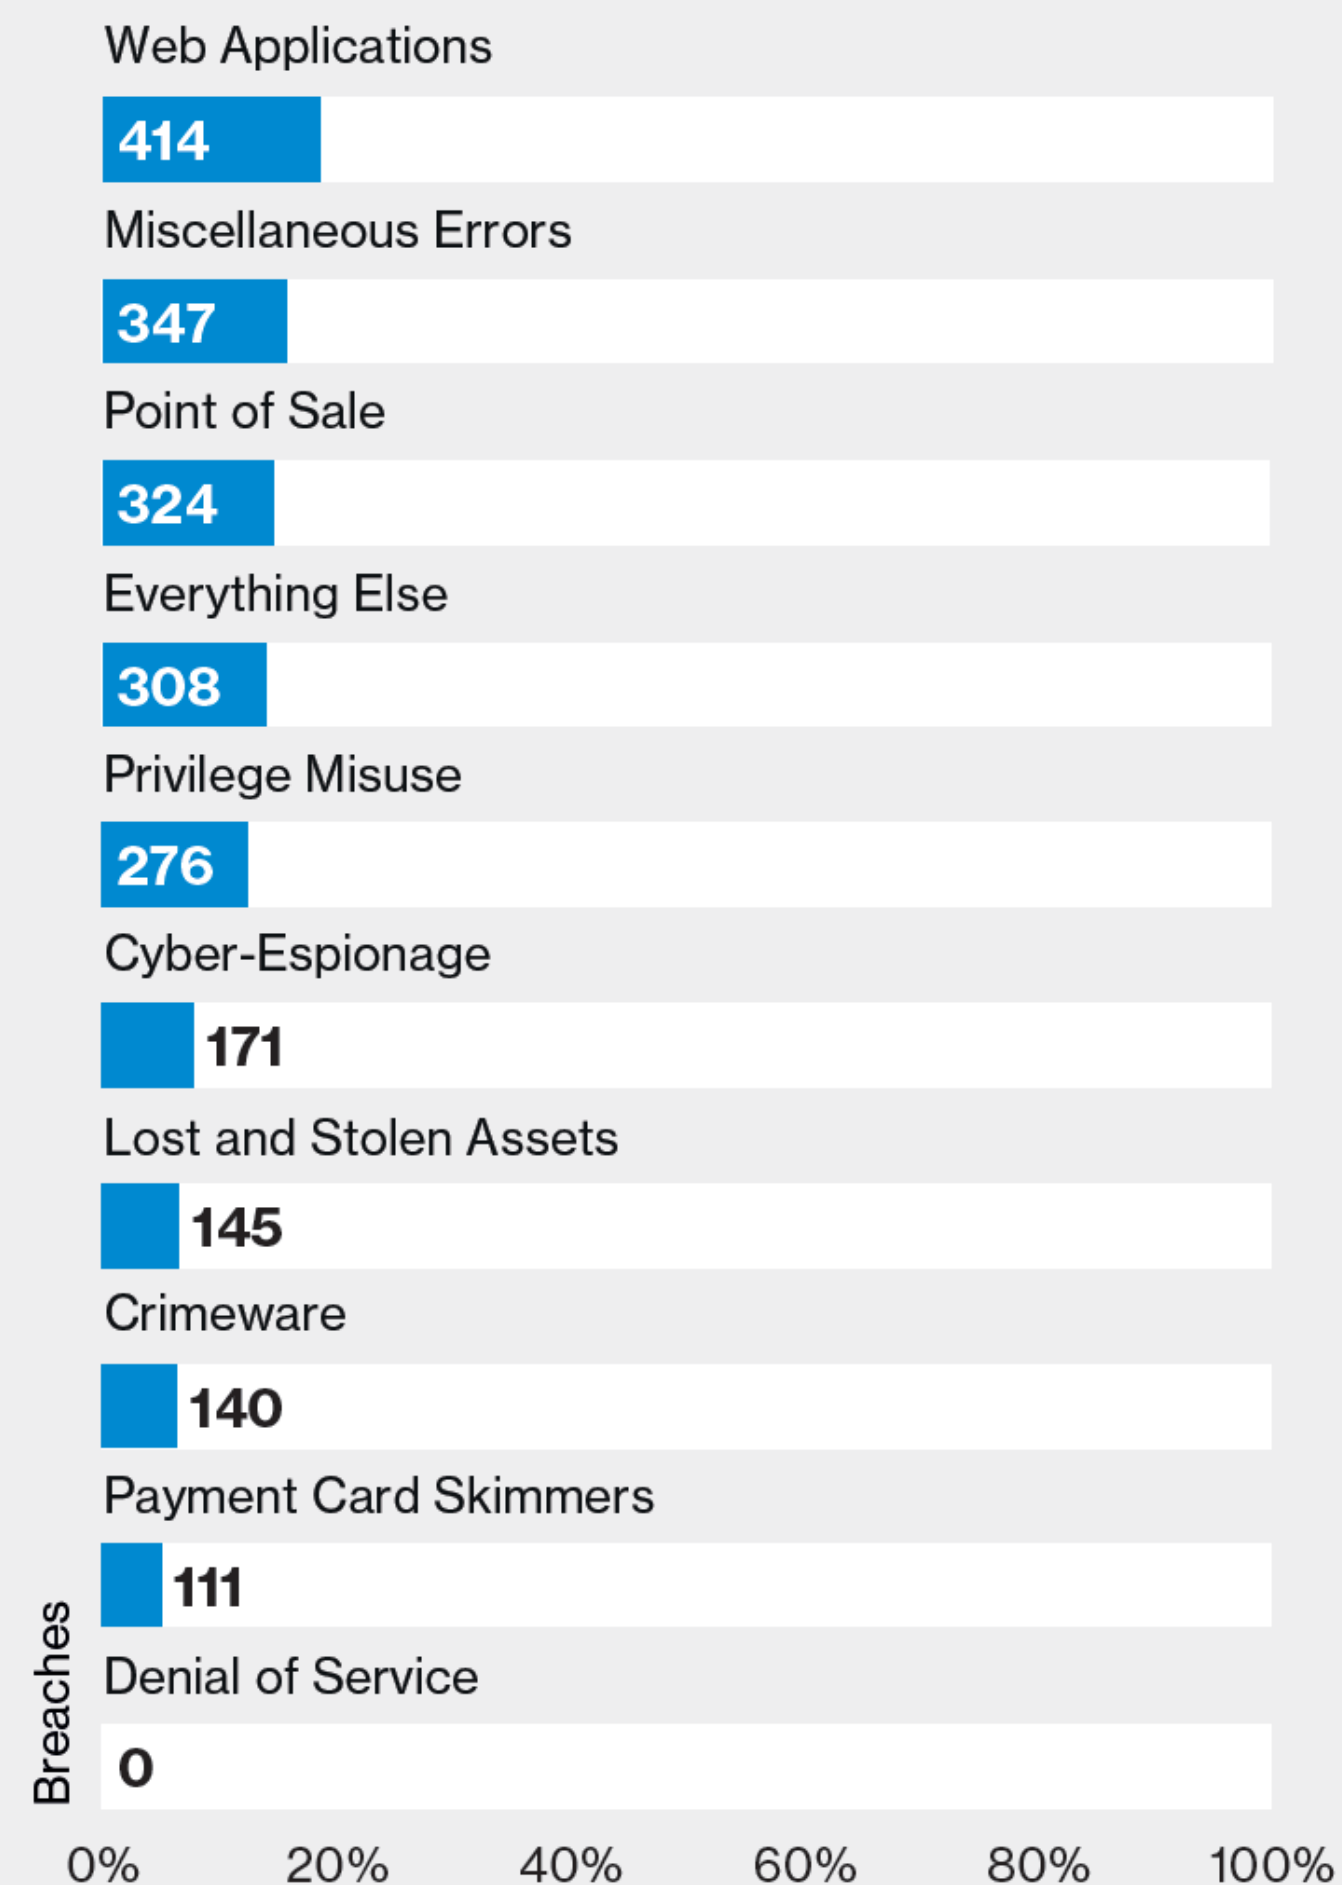 Web Applications
414
Miscellaneous Errors
347
Point of Sale
324
Everything Else
308
Privilege Misuse
276
Cyber-Espionage
171
Lost and Stolen Assets
145
Crimeware
140
Payment Card Skimmers
111
Denial of Service
0
Breaches
0% 20% 40% 60% 80% 100%